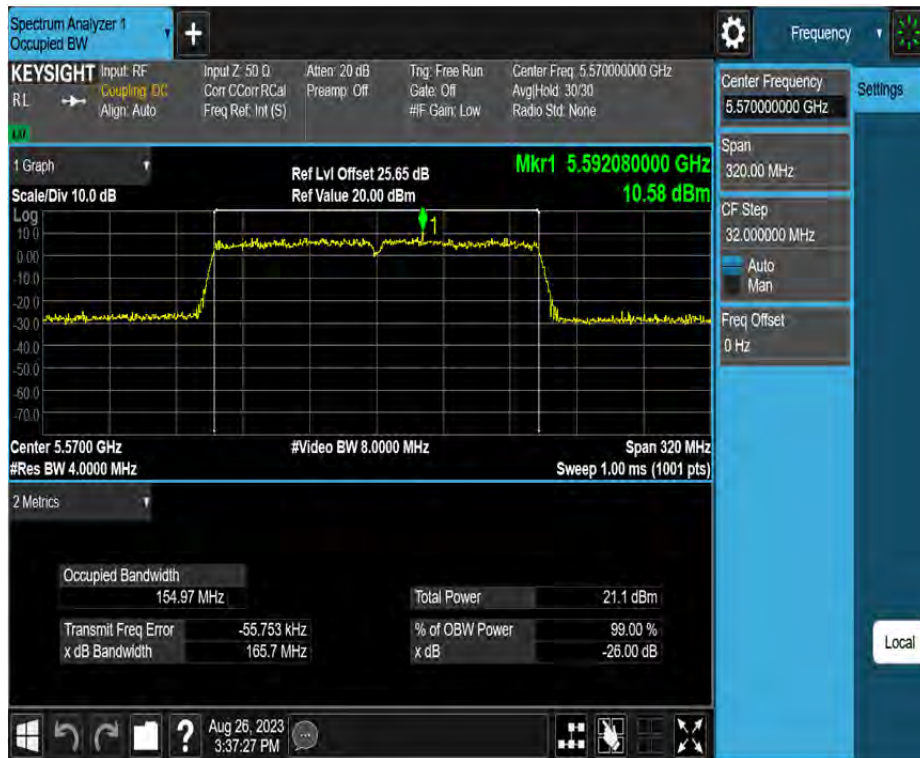 Spectrum Analyzer 1
Occupied BW
+
Frequency
KEYSIGHT
RL
Input: RF
Coupling: DC
Align: Auto
Input Z: 50 Ω
Corr CCorr RCal
Freq Ref: Int (S)
Atten: 20 dB
Preamp: Off
Trig: Free Run
Gate: Off
#IF Gain: Low
Center Freq: 5.570000000 GHz
Avg|Hold: 30/30
Radio Std: None
Center Frequency
5.570000000 GHz
Settings
Span
320.00 MHz
CF Step
32.000000 MHz
Auto
Man
Freq Offset
0 Hz
1 Graph
Scale/Div 10.0 dB
Ref Lvl Offset 25.65 dB
Ref Value 20.00 dBm
Mkr1 5.592080000 GHz
10.58 dBm
Log
10.0
0.00
-10.0
-20.0
-30.0
-40.0
-50.0
-60.0
-70.0
1
Center 5.5700 GHz
#Video BW 8.0000 MHz
Span 320 MHz
#Res BW 4.0000 MHz
Sweep 1.00 ms (1001 pts)
2 Metrics
Occupied Bandwidth
154.97 MHz
Total Power 21.1 dBm
Transmit Freq Error -55.753 kHz
% of OBW Power 99.00 %
x dB Bandwidth 165.7 MHz
x dB -26.00 dB
Local
?
Aug 26, 2023
3:37:27 PM